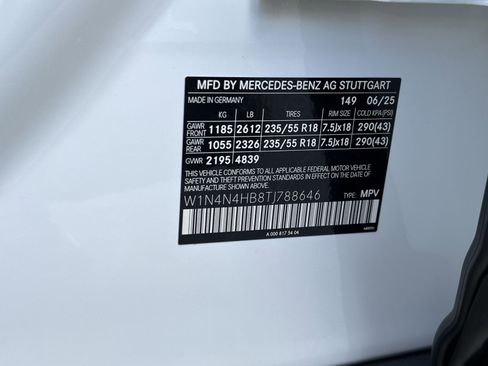 MFD BY MERCEDES-BENZ AG STUTTGART
MADE IN GERMANY 149 06/25
KG LB TIRES RIM SIZE COLD KPA(PSI)
GAWR FRONT 1185 2612 235/55 R18 7.5Jx18 290(43)
GAWR REAR 1055 2326 235/55 R18 7.5Jx18 290(43)
GVWR 2195 4839
THIS VEHICLE CONFORMS TO ALL APPLICABLE FEDERAL MOTOR VEHICLE
SAFETY, BUMPER, AND THEFT PREVENTION STANDARDS IN EFFECT ON THE DATE OF
MANUFACTURE SHOWN ABOVE.
W1N4N4HB8TJ788646 TYPE: MPV
A 000 817 34 04